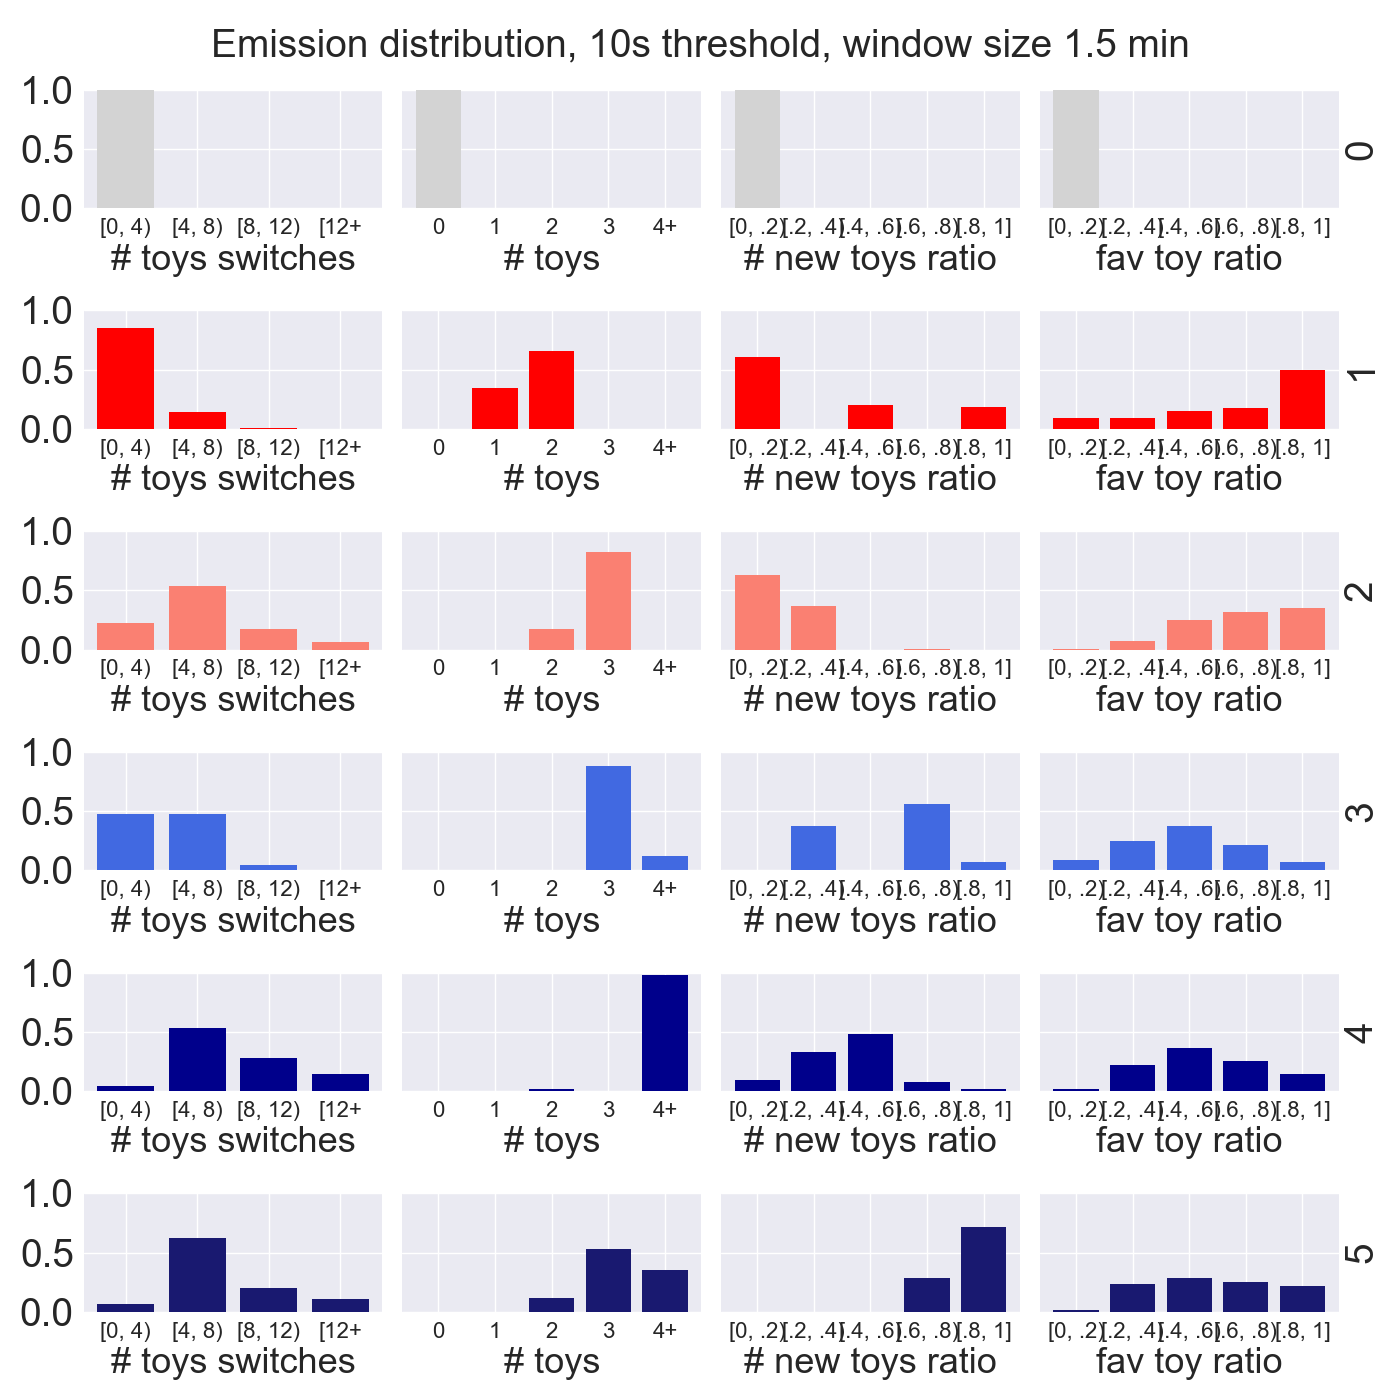 Emission distribution, 10s threshold, window size 1.5 min
1.0
0.5
0.0
[0, 4) [4, 8) [8, 12) [12+
# toys switches
0 1 2 3 4+
# toys
[0, .2) [.2, .4) [.4, .6) [.6, .8) [.8, 1]
# new toys ratio
[0, .2) [.2, .4) [.4, .6) [.6, .8) [.8, 1]
fav toy ratio
0
1.0
0.5
0.0
[0, 4) [4, 8) [8, 12) [12+
# toys switches
0 1 2 3 4+
# toys
[0, .2) [.2, .4) [.4, .6) [.6, .8) [.8, 1]
# new toys ratio
[0, .2) [.2, .4) [.4, .6) [.6, .8) [.8, 1]
fav toy ratio
1
1.0
0.5
0.0
[0, 4) [4, 8) [8, 12) [12+
# toys switches
0 1 2 3 4+
# toys
[0, .2) [.2, .4) [.4, .6) [.6, .8) [.8, 1]
# new toys ratio
[0, .2) [.2, .4) [.4, .6) [.6, .8) [.8, 1]
fav toy ratio
2
1.0
0.5
0.0
[0, 4) [4, 8) [8, 12) [12+
# toys switches
0 1 2 3 4+
# toys
[0, .2) [.2, .4) [.4, .6) [.6, .8) [.8, 1]
# new toys ratio
[0, .2) [.2, .4) [.4, .6) [.6, .8) [.8, 1]
fav toy ratio
3
1.0
0.5
0.0
[0, 4) [4, 8) [8, 12) [12+
# toys switches
0 1 2 3 4+
# toys
[0, .2) [.2, .4) [.4, .6) [.6, .8) [.8, 1]
# new toys ratio
[0, .2) [.2, .4) [.4, .6) [.6, .8) [.8, 1]
fav toy ratio
4
1.0
0.5
0.0
[0, 4) [4, 8) [8, 12) [12+
# toys switches
0 1 2 3 4+
# toys
[0, .2) [.2, .4) [.4, .6) [.6, .8) [.8, 1]
# new toys ratio
[0, .2) [.2, .4) [.4, .6) [.6, .8) [.8, 1]
fav toy ratio
5